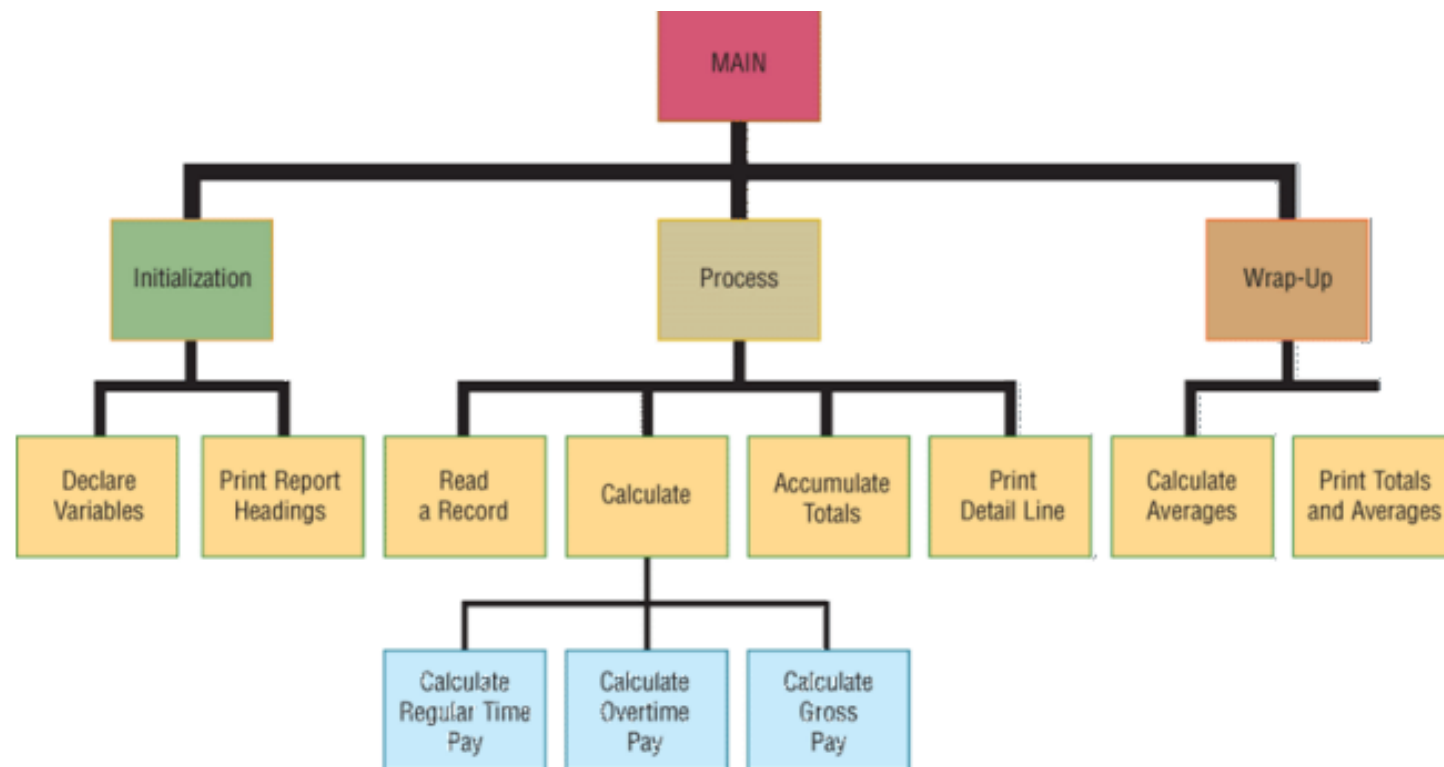 MAIN
Initialization
Process
Wrap-Up
Declare
Variables
Print Report
Headings
Read
a Record
Calculate
Accumulate
Totals
Print
Detail Line
Calculate
Averages
Print Totals
and Averages
Calculate
Regular Time
Pay
Calculate
Overtime
Pay
Calculate
Gross
Pay